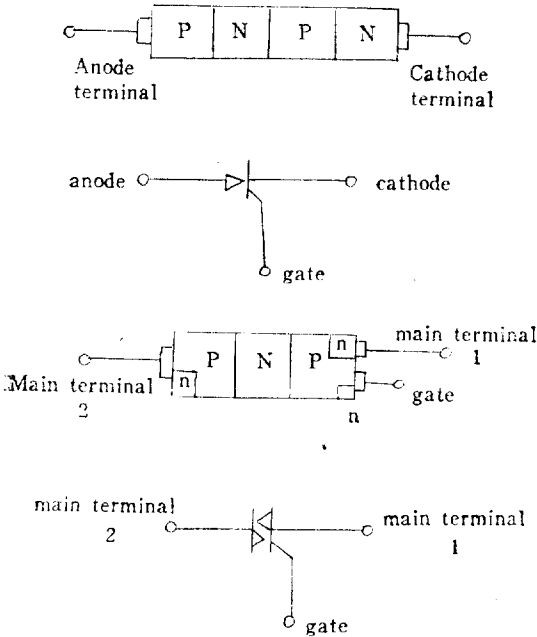 P N P N
Anode
terminal
Cathode
terminal
anode
cathode
gate
P N P n
n
main terminal
1
Main terminal
2
gate
n
main terminal
2
main terminal
1
gate